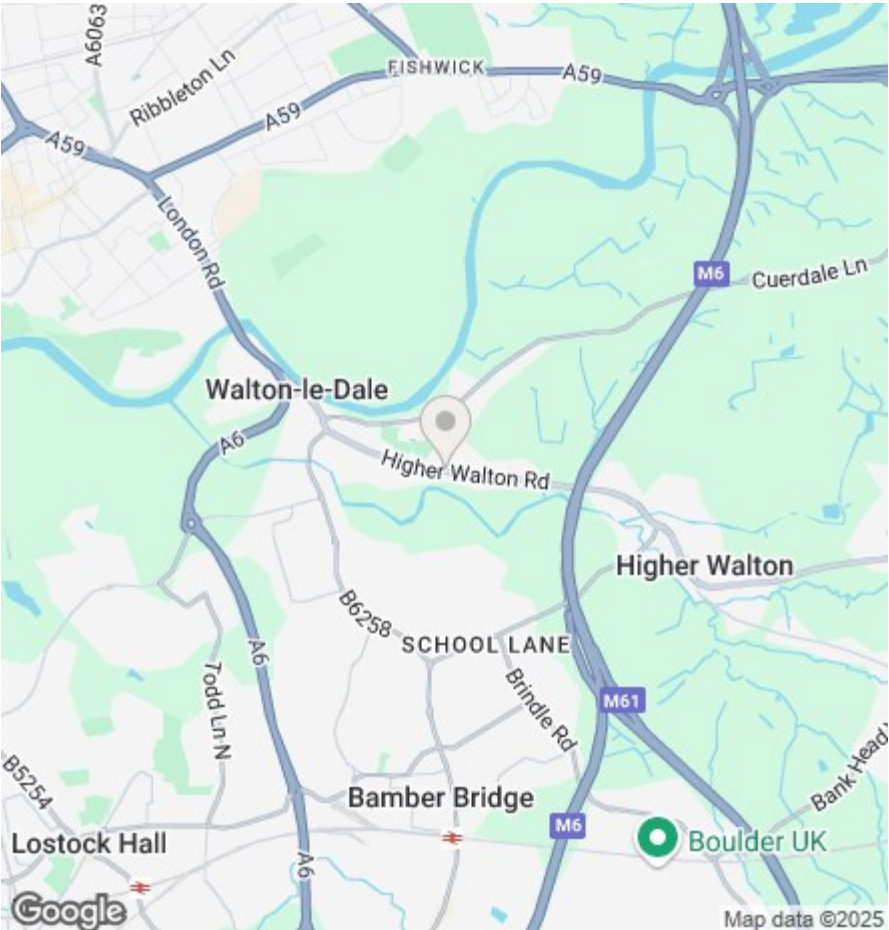 A6063
Ribbleton Ln
FISHWICK
A59
A59
A59
London Rd
M6
Cuerdale Ln
Walton-le-Dale
A6
Higher Walton Rd
Higher Walton
B6258
SCHOOL LANE
A6
Todd Ln N
Brindle Rd
M61
B5254
Bank Head
Bamber Bridge
M6
Boulder UK
Lostock Hall
A6
Google
Map data ©2025